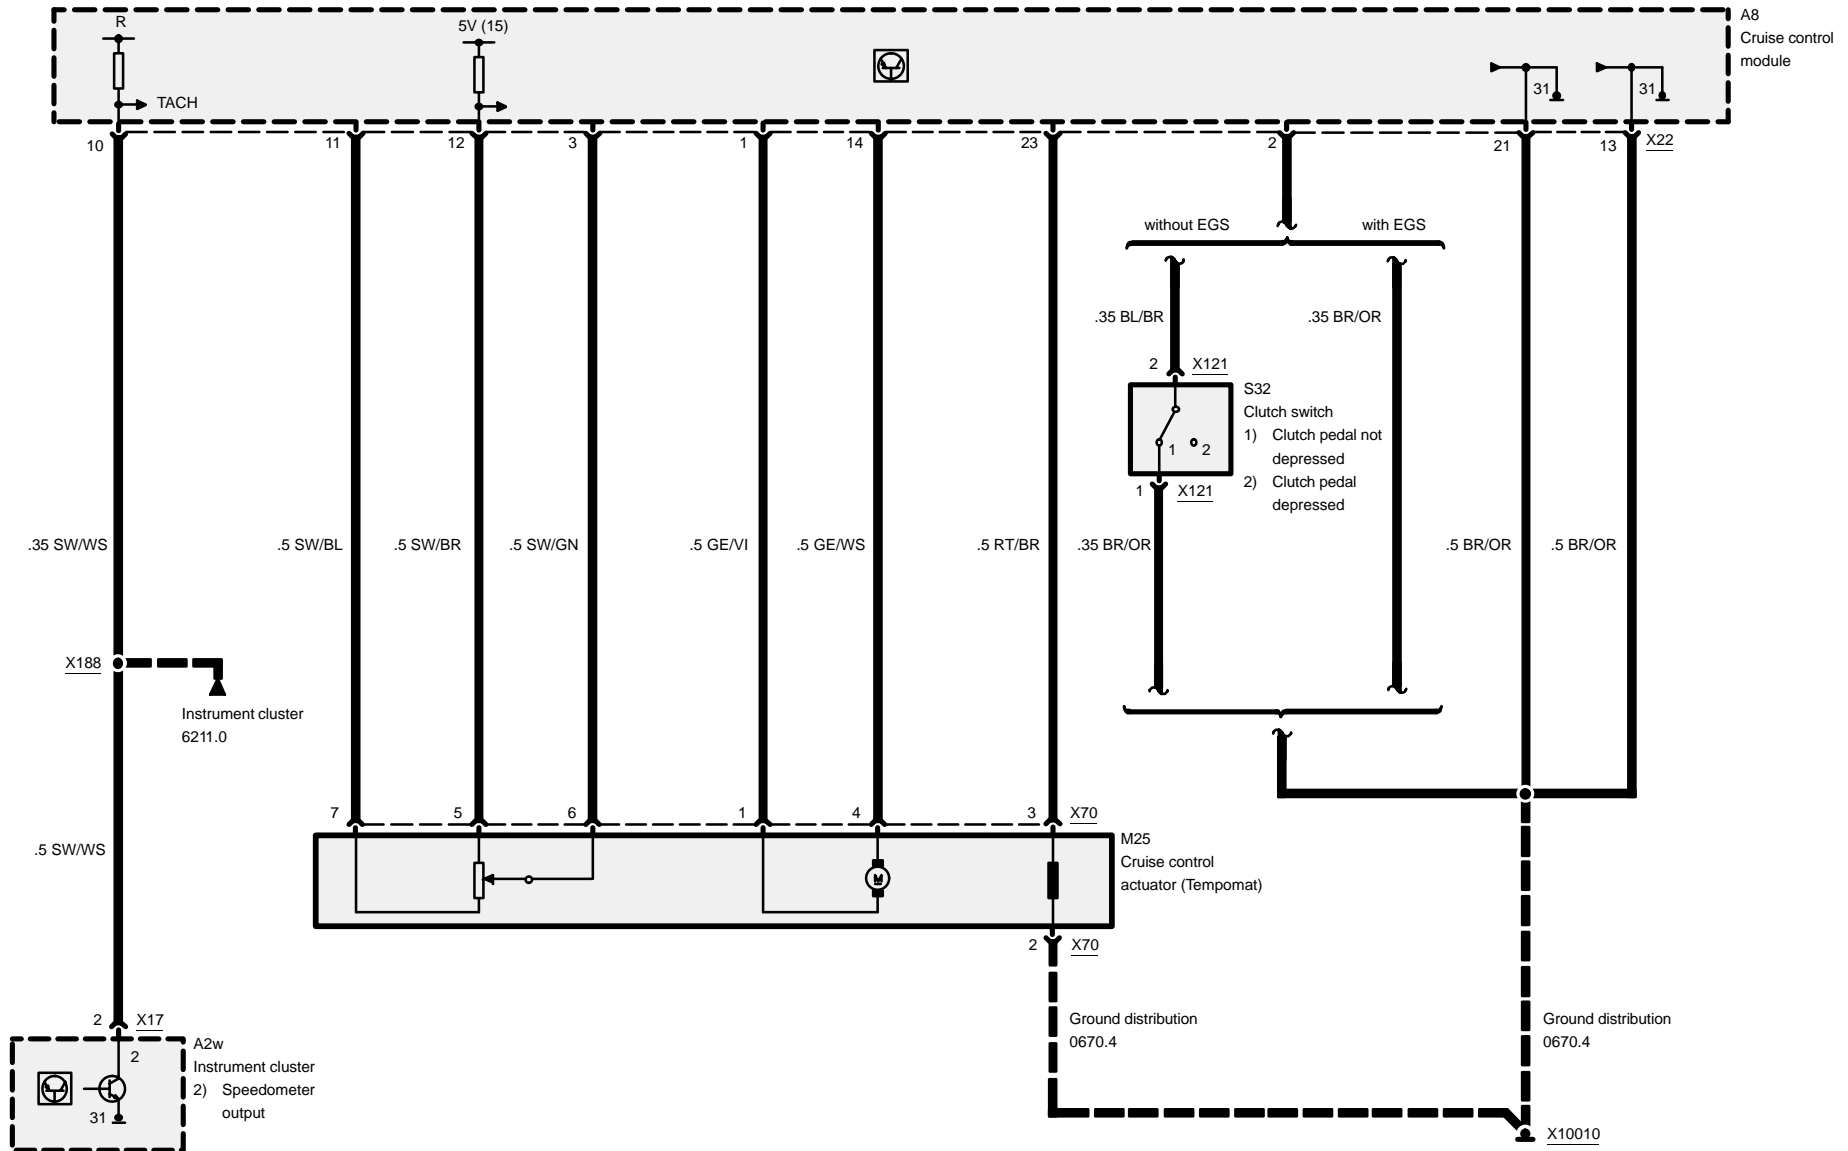 R
5V (15)
A8
Cruise control
module
TACH
31
31
10
11
12
3
1
14
23
2
21
13
X22
without EGS
with EGS
.35 BL/BR
.35 BR/OR
2
X121
S32
Clutch switch
1) Clutch pedal not
depressed
2) Clutch pedal
depressed
1
2
1
X121
.35 SW/WS
.5 SW/BL
.5 SW/BR
.5 SW/GN
.5 GE/VI
.5 GE/WS
.5 RT/BR
.35 BR/OR
.5 BR/OR
.5 BR/OR
X188
Instrument cluster
6211.0
7
5
6
1
4
3
X70
M25
Cruise control
actuator (Tempomat)
M
.5 SW/WS
2
X70
Ground distribution
0670.4
Ground distribution
0670.4
2
X17
A2w
Instrument cluster
2) Speedometer
output
2
31
X10010